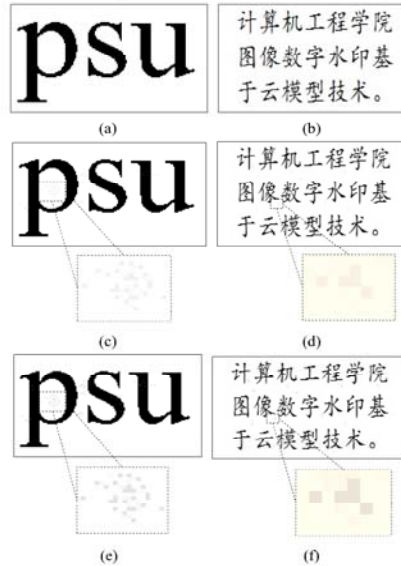 psu
计算机工程学院
图像数字水印基
于云模型技术。
(a)
(b)
psu
计算机工程学院
图像数字水印基
于云模型技术。
(c)
(d)
psu
计算机工程学院
图像数字水印基
于云模型技术。
(e)
(f)